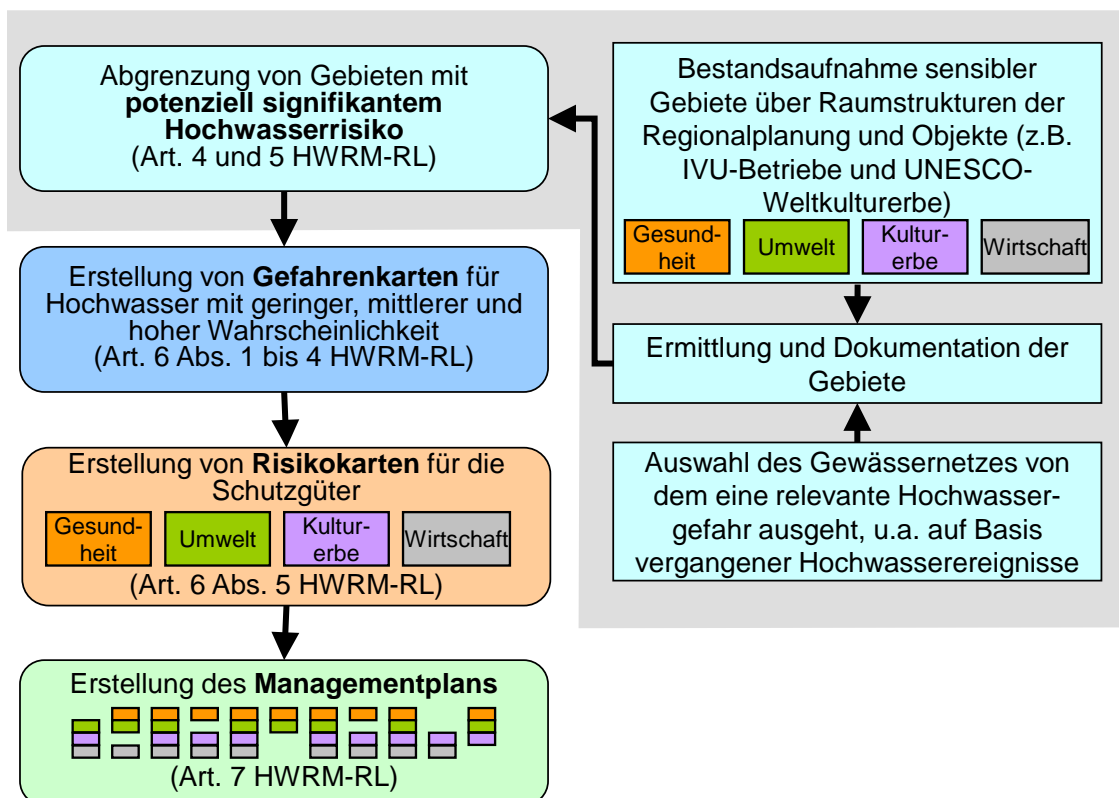 Abgrenzung von Gebieten mit
potenziell signifikantem
Hochwasserrisiko
(Art. 4 und 5 HWRM-RL)
Erstellung von Gefahrenkarten für
Hochwasser mit geringer, mittlerer und
hoher Wahrscheinlichkeit
(Art. 6 Abs. 1 bis 4 HWRM-RL)
Erstellung von Risikokarten für die
Schutzgüter
Gesund-
heit
Umwelt
Kultur-
erbe
Wirtschaft
(Art. 6 Abs. 5 HWRM-RL)
Erstellung des Managementplans
(Art. 7 HWRM-RL)
Bestandsaufnahme sensibler
Gebiete über Raumstrukturen der
Regionalplanung und Objekte (z.B.
IVU-Betriebe und UNESCO-
Weltkulturerbe)
Gesund-
heit
Umwelt
Kultur-
erbe
Wirtschaft
Ermittlung und Dokumentation der
Gebiete
Auswahl des Gewässernetzes von
dem eine relevante Hochwasser-
gefahr ausgeht, u.a. auf Basis
vergangener Hochwasserereignisse